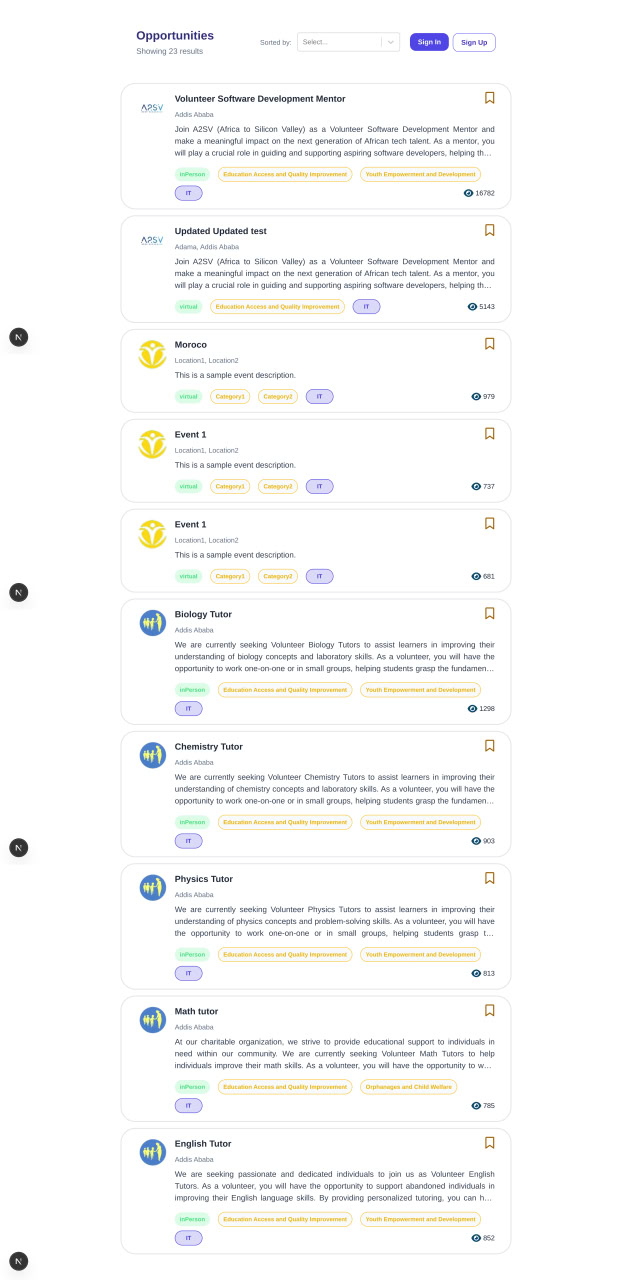 Opportunities
Showing 23 results
Sorted by:
Select...
Sign In
Sign Up
A2SV
Volunteer Software Development Mentor
Addis Ababa
Join A2SV (Africa to Silicon Valley) as a Volunteer Software Development Mentor and
make a meaningful impact on the next generation of African tech talent. As a mentor, you
will play a crucial role in guiding and supporting aspiring software developers, helping th...
inPerson
Education Access and Quality Improvement
Youth Empowerment and Development
IT
16782
A2SV
Updated Updated test
Adama, Addis Ababa
Join A2SV (Africa to Silicon Valley) as a Volunteer Software Development Mentor and
make a meaningful impact on the next generation of African tech talent. As a mentor, you
will play a crucial role in guiding and supporting aspiring software developers, helping th...
virtual
Education Access and Quality Improvement
IT
5143
N
Moroco
Location1, Location2
This is a sample event description.
virtual
Category1
Category2
IT
979
Event 1
Location1, Location2
This is a sample event description.
virtual
Category1
Category2
IT
737
Event 1
Location1, Location2
This is a sample event description.
virtual
Category1
Category2
IT
681
N
Biology Tutor
Addis Ababa
We are currently seeking Volunteer Biology Tutors to assist learners in improving their
understanding of biology concepts and laboratory skills. As a volunteer, you will have the
opportunity to work one-on-one or in small groups, helping students grasp the fundamen...
inPerson
Education Access and Quality Improvement
Youth Empowerment and Development
IT
1298
Chemistry Tutor
Addis Ababa
We are currently seeking Volunteer Chemistry Tutors to assist learners in improving their
understanding of chemistry concepts and laboratory skills. As a volunteer, you will have the
opportunity to work one-on-one or in small groups, helping students grasp the fundamen...
inPerson
Education Access and Quality Improvement
Youth Empowerment and Development
IT
903
N
Physics Tutor
Addis Ababa
We are currently seeking Volunteer Physics Tutors to assist learners in improving their
understanding of physics concepts and problem-solving skills. As a volunteer, you will have
the opportunity to work one-on-one or in small groups, helping students grasp t...
inPerson
Education Access and Quality Improvement
Youth Empowerment and Development
IT
813
Math tutor
Addis Ababa
At our charitable organization, we strive to provide educational support to individuals in
need within our community. We are currently seeking Volunteer Math Tutors to help
individuals improve their math skills. As a volunteer, you will have the opportunity to w...
inPerson
Education Access and Quality Improvement
Orphanages and Child Welfare
IT
785
English Tutor
Addis Ababa
We are seeking passionate and dedicated individuals to join us as Volunteer English
Tutors. As a volunteer, you will have the opportunity to support abandoned individuals in
improving their English language skills. By providing personalized tutoring, you can h...
inPerson
Education Access and Quality Improvement
Youth Empowerment and Development
IT
852
N